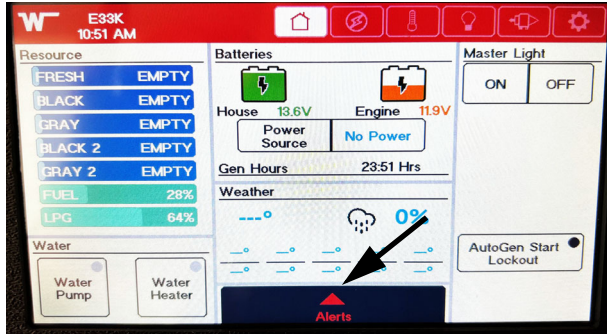 W E33K
10:51 AM
Resource
FRESH EMPTY
BLACK EMPTY
GRAY EMPTY
BLACK 2 EMPTY
GRAY 2 EMPTY
FUEL 28%
LPG 64%
Water
Water
Pump
Water
Heater
Batteries
House 13.6V
Engine 11.9V
Power
Source
No Power
Gen Hours 23:51 Hrs
Weather
---° 0%
--° --° --° --° --°
--° --° --° --° --°
Alerts
Master Light
ON OFF
AutoGen Start
Lockout